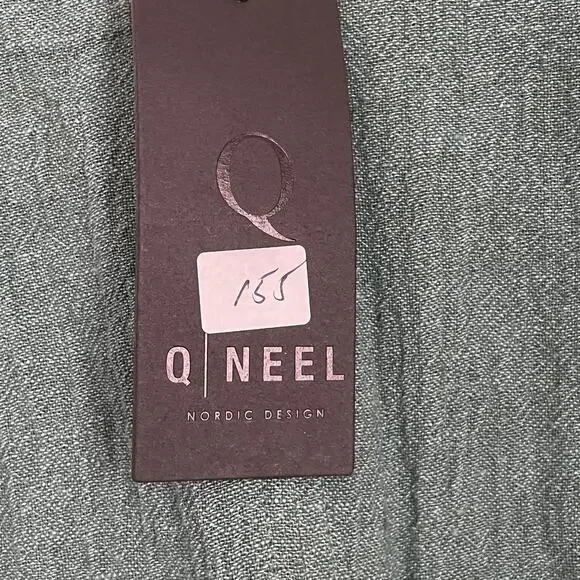 Q
155
Q|NEEL
NORDIC DESIGN